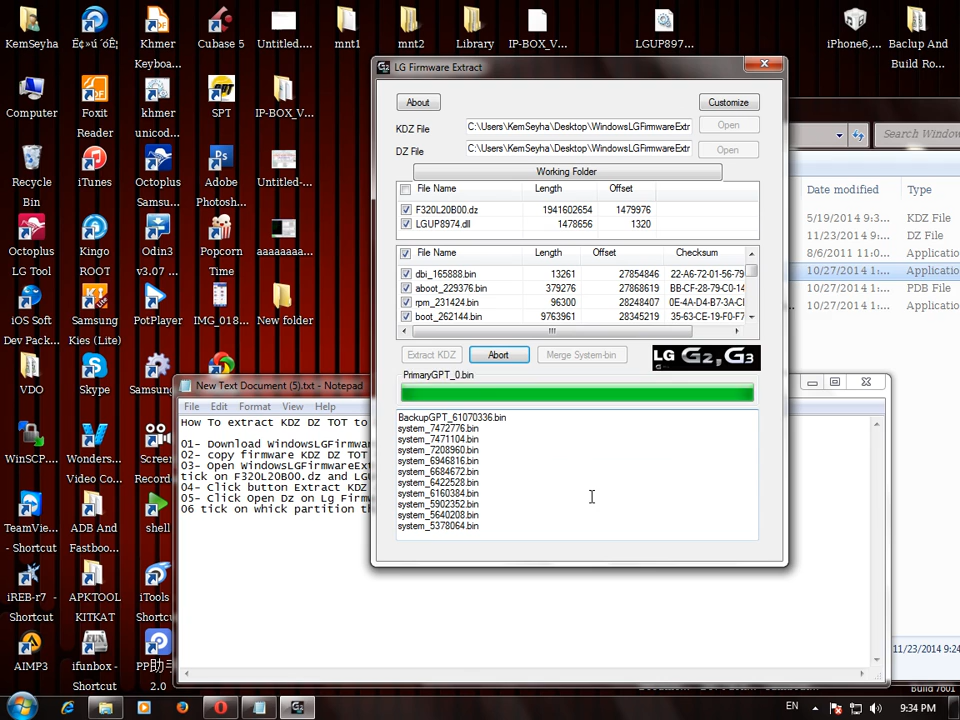 KemSeyha
Khmer Keyboa...
Cubase 5
Untitled....
mnt1
mnt2
Library
IP-BOX_V...
LGUP897...
iPhone6,...
Baclup And Build Ro...
Computer
Foxit Reader
khmer unicod...
SPT
IP-BOX_V...
Recycle Bin
iTunes
Octoplus Samsu...
Adobe Photosh...
Untitled-...
Octoplus LG Tool
Kingo ROOT
Odin3 v3.07 ...
Popcorn Time
aaaaaaa...
iOS Soft Dev Pack...
Samsung Kies (Lite)
PotPlayer
IMG_018...
New folder
VDO
Skype
Samsung
WinSCP....
Wonders... Video Co...
Screen Record
TeamVie... - Shortcut
ADB And Fastboo...
shell
iREB-r7 - Shortcut
APKTOOL KITKAT
iTools Shortcu
AIMP3
ifunbox - Shortcut
2.0
LG Firmware Extract
About
Customize
KDZ File
C:\Users\KemSeyha\Desktop\WindowsLGFirmwareExtr
Open
DZ File
C:\Users\KemSeyha\Desktop\WindowsLGFirmwareExtr
Open
Working Folder
File Name Length Offset
F320L20B00.dz 1941602654 1479976
LGUP8974.dll 1478656 1320
File Name Length Offset Checksum
dbi_165888.bin 13261 27854846 22-A6-72-01-56-79
aboot_229376.bin 379276 27868619 BB-CF-28-79-C0-14
rpm_231424.bin 96300 28248407 0E-4A-D4-B7-3A-CI
boot_262144.bin 9763961 28345219 35-63-CE-19-F0-F7
Extract KDZ
Abort
Merge System-bin
LG G2,G3
PrimaryGPT_0.bin
BackupGPT_61070336.bin
system_7472776.bin
system_7471104.bin
system_7208960.bin
system_6946816.bin
system_6684672.bin
system_6422528.bin
system_6160384.bin
system_5902352.bin
system_5640208.bin
system_5378064.bin
New Text Document (5).txt - Notepad
File Edit Format View Help
How To extract KDZ DZ TOT to
01- Download WindowsLGFirmwar
02- copy firmware KDZ DZ TOT
03- Open WindowsLGFirmwareEx
tick on F320L20B00.dz and LG
04- Click button Extract KDZ
05- Click Open Dz on Lg Firm
06 tick on whick partition th
Search Window
Date modified Type
5/19/2014 9:3... KDZ File
11/23/2014 9:... DZ File
8/6/2011 11:0... Applicatio
10/27/2014 1:... Applicatio
10/27/2014 1:... PDB File
10/27/2014 1:... Applicatio
11/23/2014 9:24
Build 7601
EN
9:34 PM